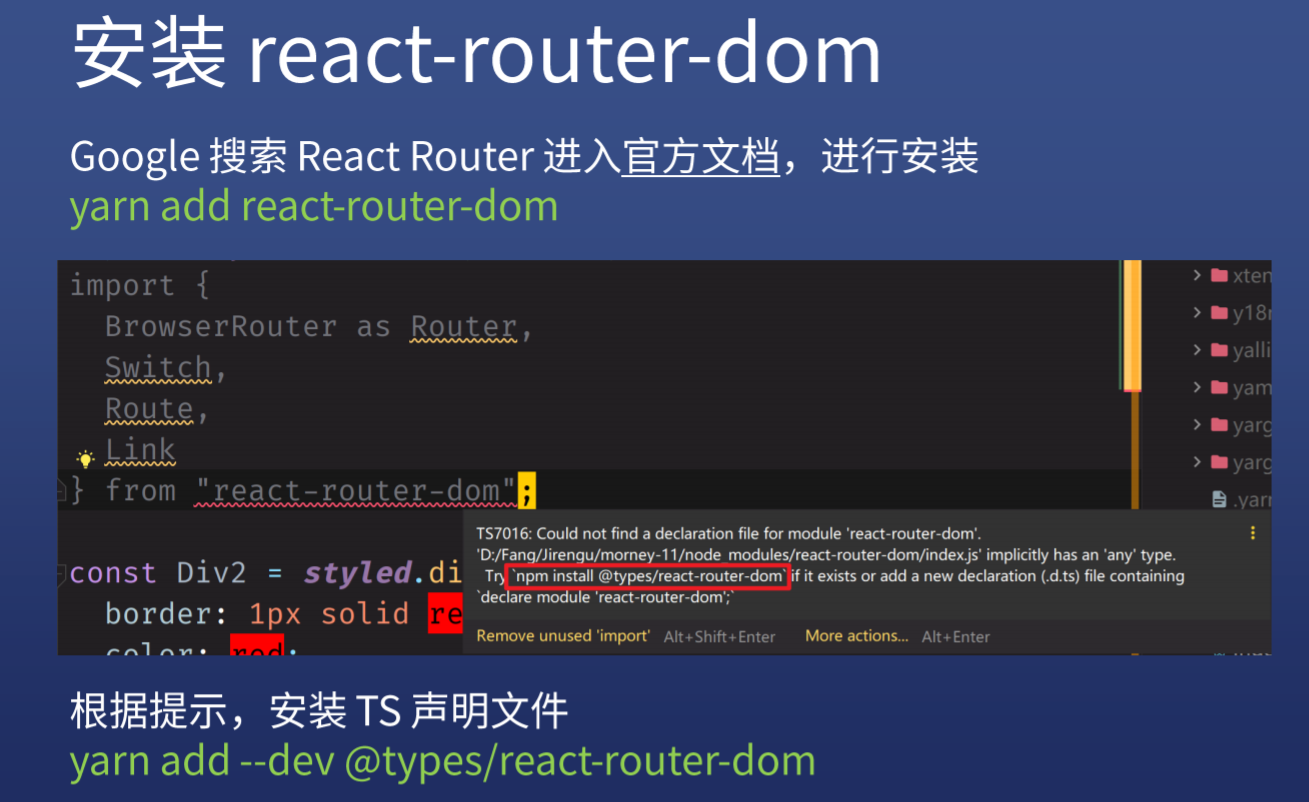 安装 react-router-dom
Google 搜索 React Router 进入官方文档，进行安装
yarn add react-router-dom
import {
BrowserRouter as Router,
Switch,
Route,
Link
} from "react-router-dom";
const Div2 = styled.di
border: 1px solid re
color: red;
TS7016: Could not find a declaration file for module 'react-router-dom'.
'D:/Fang/Jirengu/morney-11/node_modules/react-router-dom/index.js' implicitly has an 'any' type.
Try `npm install @types/react-router-dom` if it exists or add a new declaration (.d.ts) file containing
`declare module 'react-router-dom';`
Remove unused 'import' Alt+Shift+Enter More actions... Alt+Enter
xten
y18n
yalli
yam
yarg
yarg
.yarn
根据提示，安装 TS 声明文件
yarn add --dev @types/react-router-dom